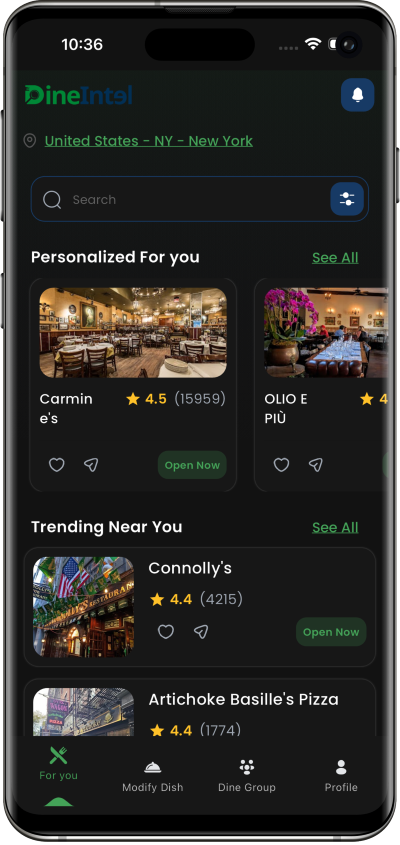 10:36
DineIntel
United States - NY - New York
Search
Personalized For you See All
Carmin
e's
4.5 (15959)
Open Now
OLIO E
PIÙ
4
Trending Near You See All
Connolly's
4.4 (4215)
Open Now
Artichoke Basille's Pizza
4.4 (1774)
For you
Modify Dish
Dine Group
Profile